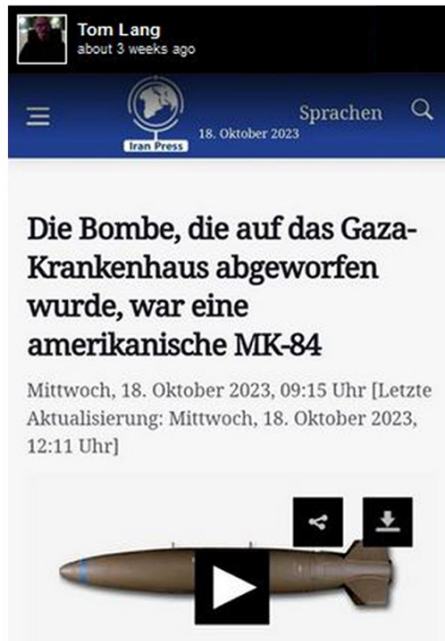 Tom Lang
about 3 weeks ago
Sprachen
Iran Press
18. Oktober 2023
Die Bombe, die auf das Gaza-
Krankenhaus abgeworfen
wurde, war eine
amerikanische MK-84
Mittwoch, 18. Oktober 2023, 09:15 Uhr [Letzte
Aktualisierung: Mittwoch, 18. Oktober 2023,
12:11 Uhr]